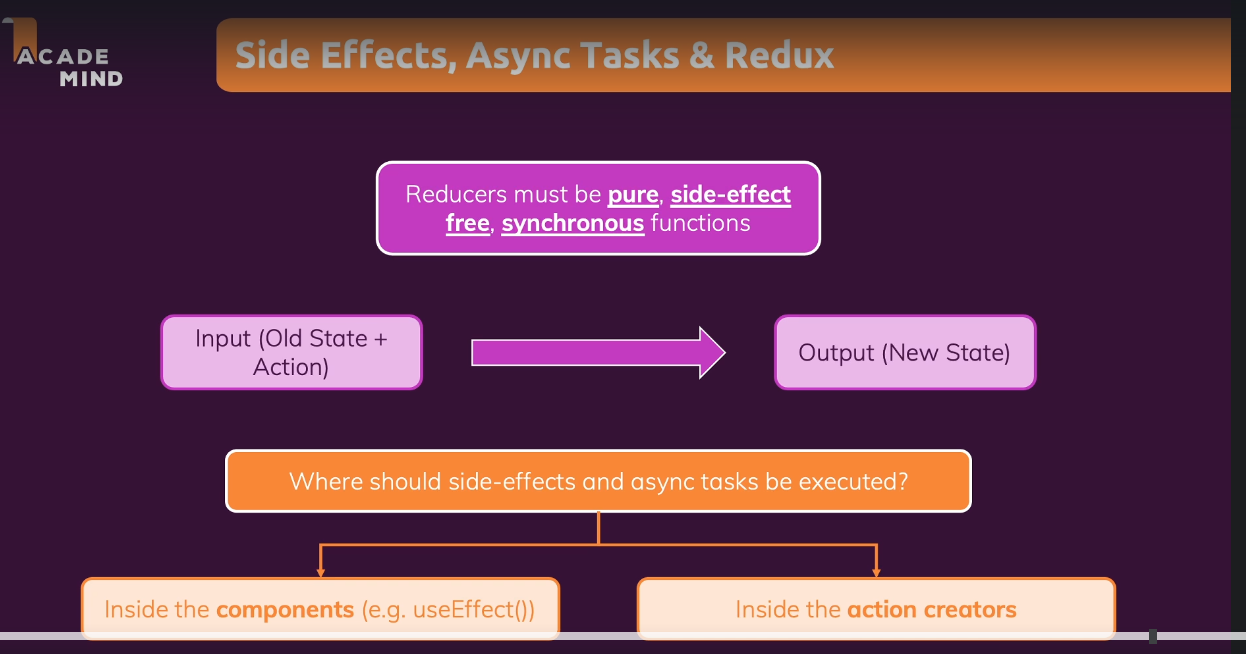 ACADE
MIND
Side Effects, Async Tasks & Redux
Reducers must be pure, side-effect
free, synchronous functions
Input (Old State +
Action)
Output (New State)
Where should side-effects and async tasks be executed?
Inside the components (e.g. useEffect())
Inside the action creators